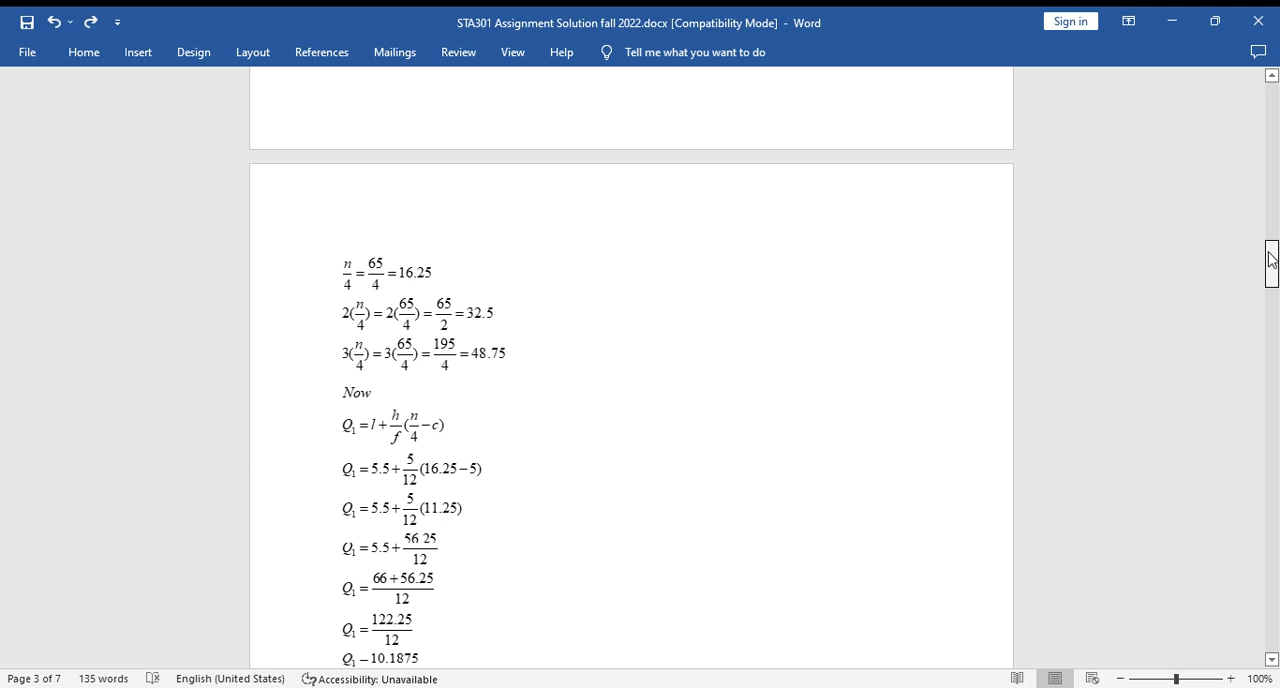 STA301 Assignment Solution fall 2022.docx [Compatibility Mode] - Word
Sign in
File Home Insert Design Layout References Mailings Review View Help Tell me what you want to do
n/4 = 65/4 = 16.25
2(n/4) = 2(65/4) = 65/2 = 32.5
3(n/4) = 3(65/4) = 195/4 = 48.75
Now
Q₁ = l + h/f (n/4 − c)
Q₁ = 5.5 + 5/12 (16.25 − 5)
Q₁ = 5.5 + 5/12 (11.25)
Q₁ = 5.5 + 56.25/12
Q₁ = 66 + 56.25/12
Q₁ = 122.25/12
Q₁ = 10.1875
Page 3 of 7 135 words English (United States) Accessibility: Unavailable 100%